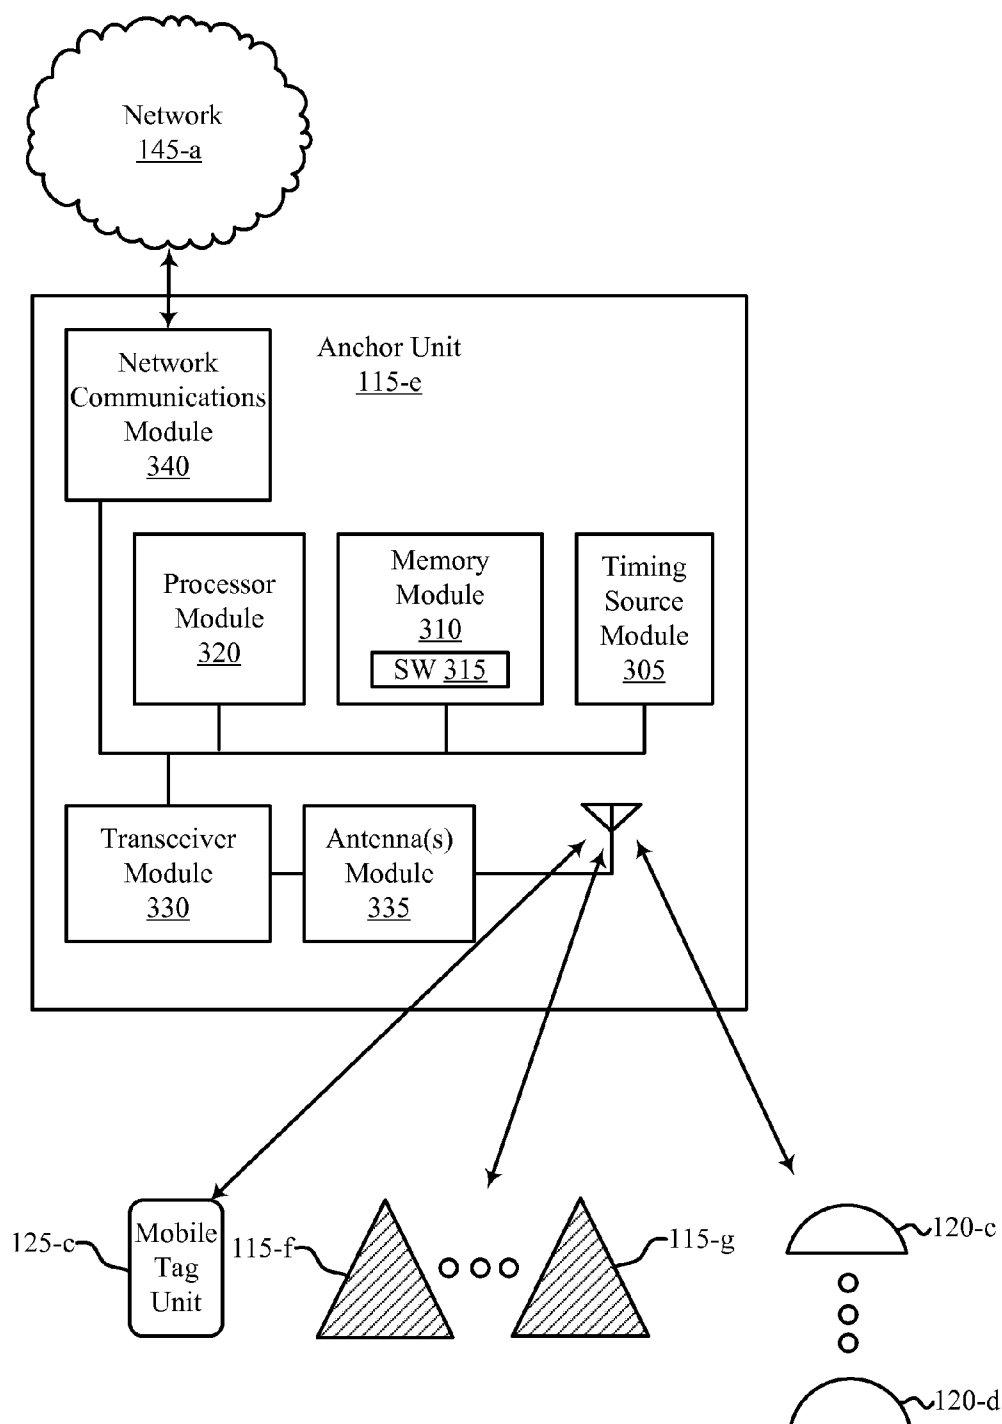 Network
145-a
Anchor Unit
115-e
Network
Communications
Module
340
Processor
Module
320
Memory
Module
310
SW 315
Timing
Source
Module
305
Transceiver
Module
330
Antenna(s)
Module
335
125-c
Mobile
Tag
Unit
115-f
115-g
120-c
120-d